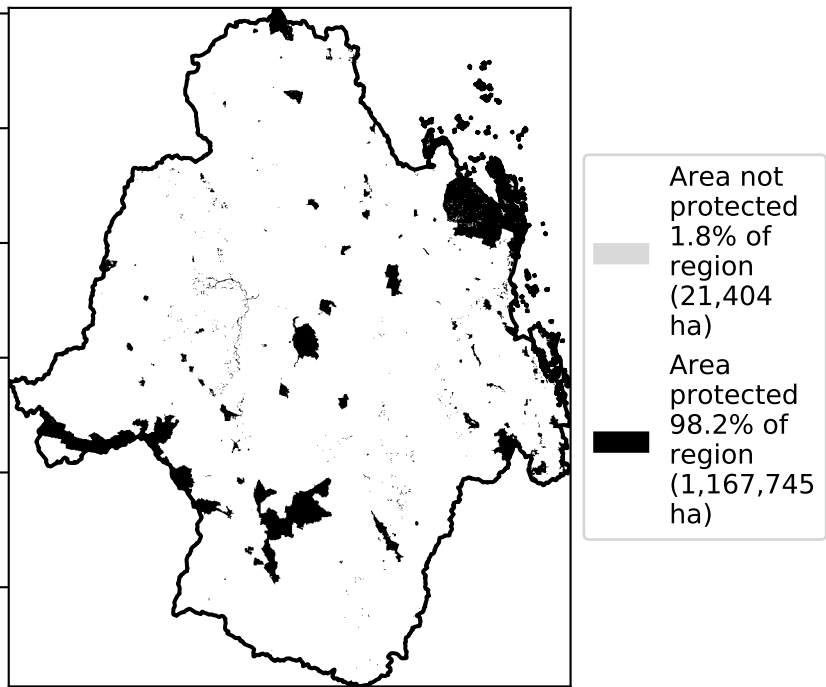 Area not
protected
1.8% of
region
(21,404
ha)
Area
protected
98.2% of
region
(1,167,745
ha)